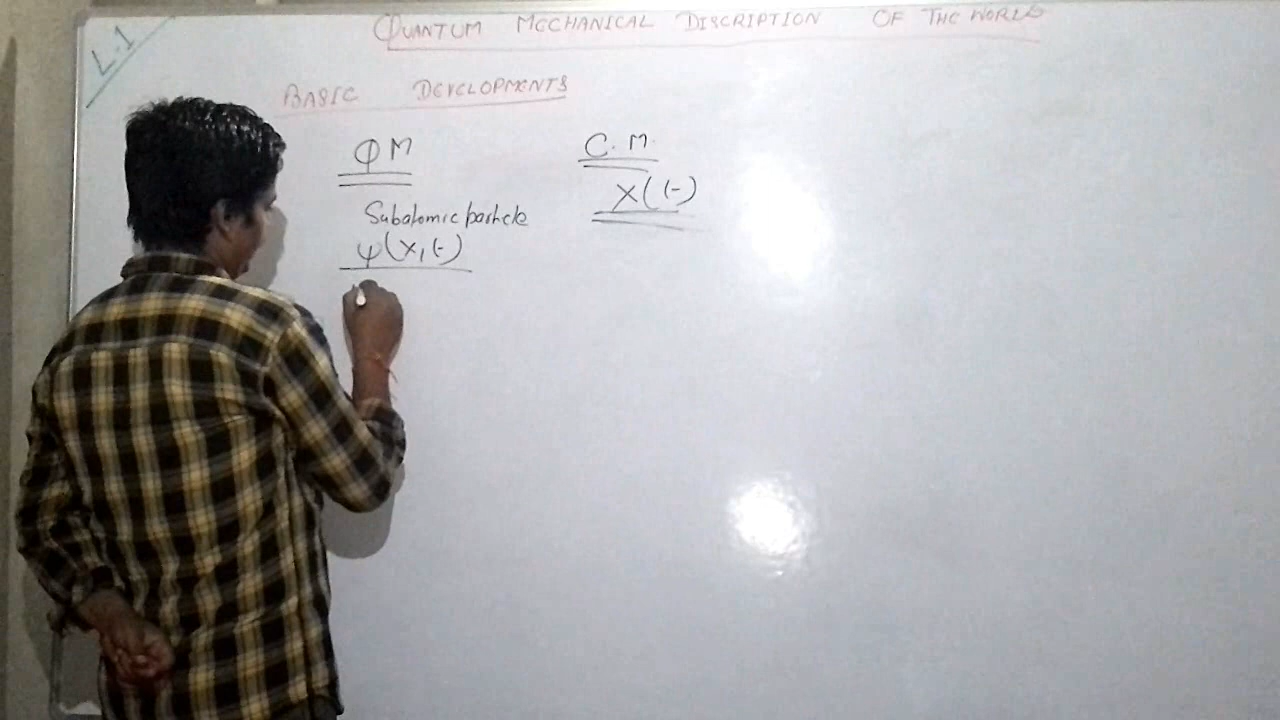 L.1
QUANTUM MECHANICAL DISCRIPTION OF THE WORLD
BASIC DEVELOPMENTS
QM
C.M.
X(t)
Subatomic particle
ψ(x,t)